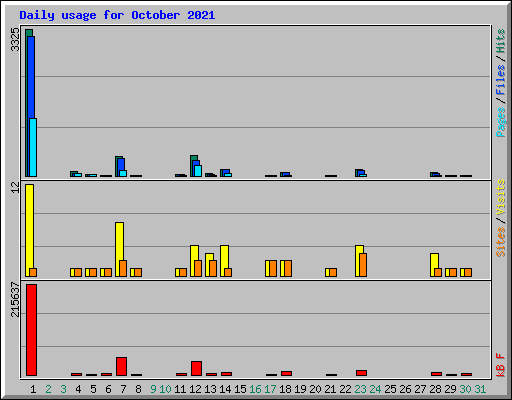 Daily usage for October 2021
3325
Pages/Files/Hits
12
Sites/Visits
215637
kB F
1 2 3 4 5 6 7 8 9 10 11 12 13 14 15 16 17 18 19 20 21 22 23 24 25 26 27 28 29 30 31